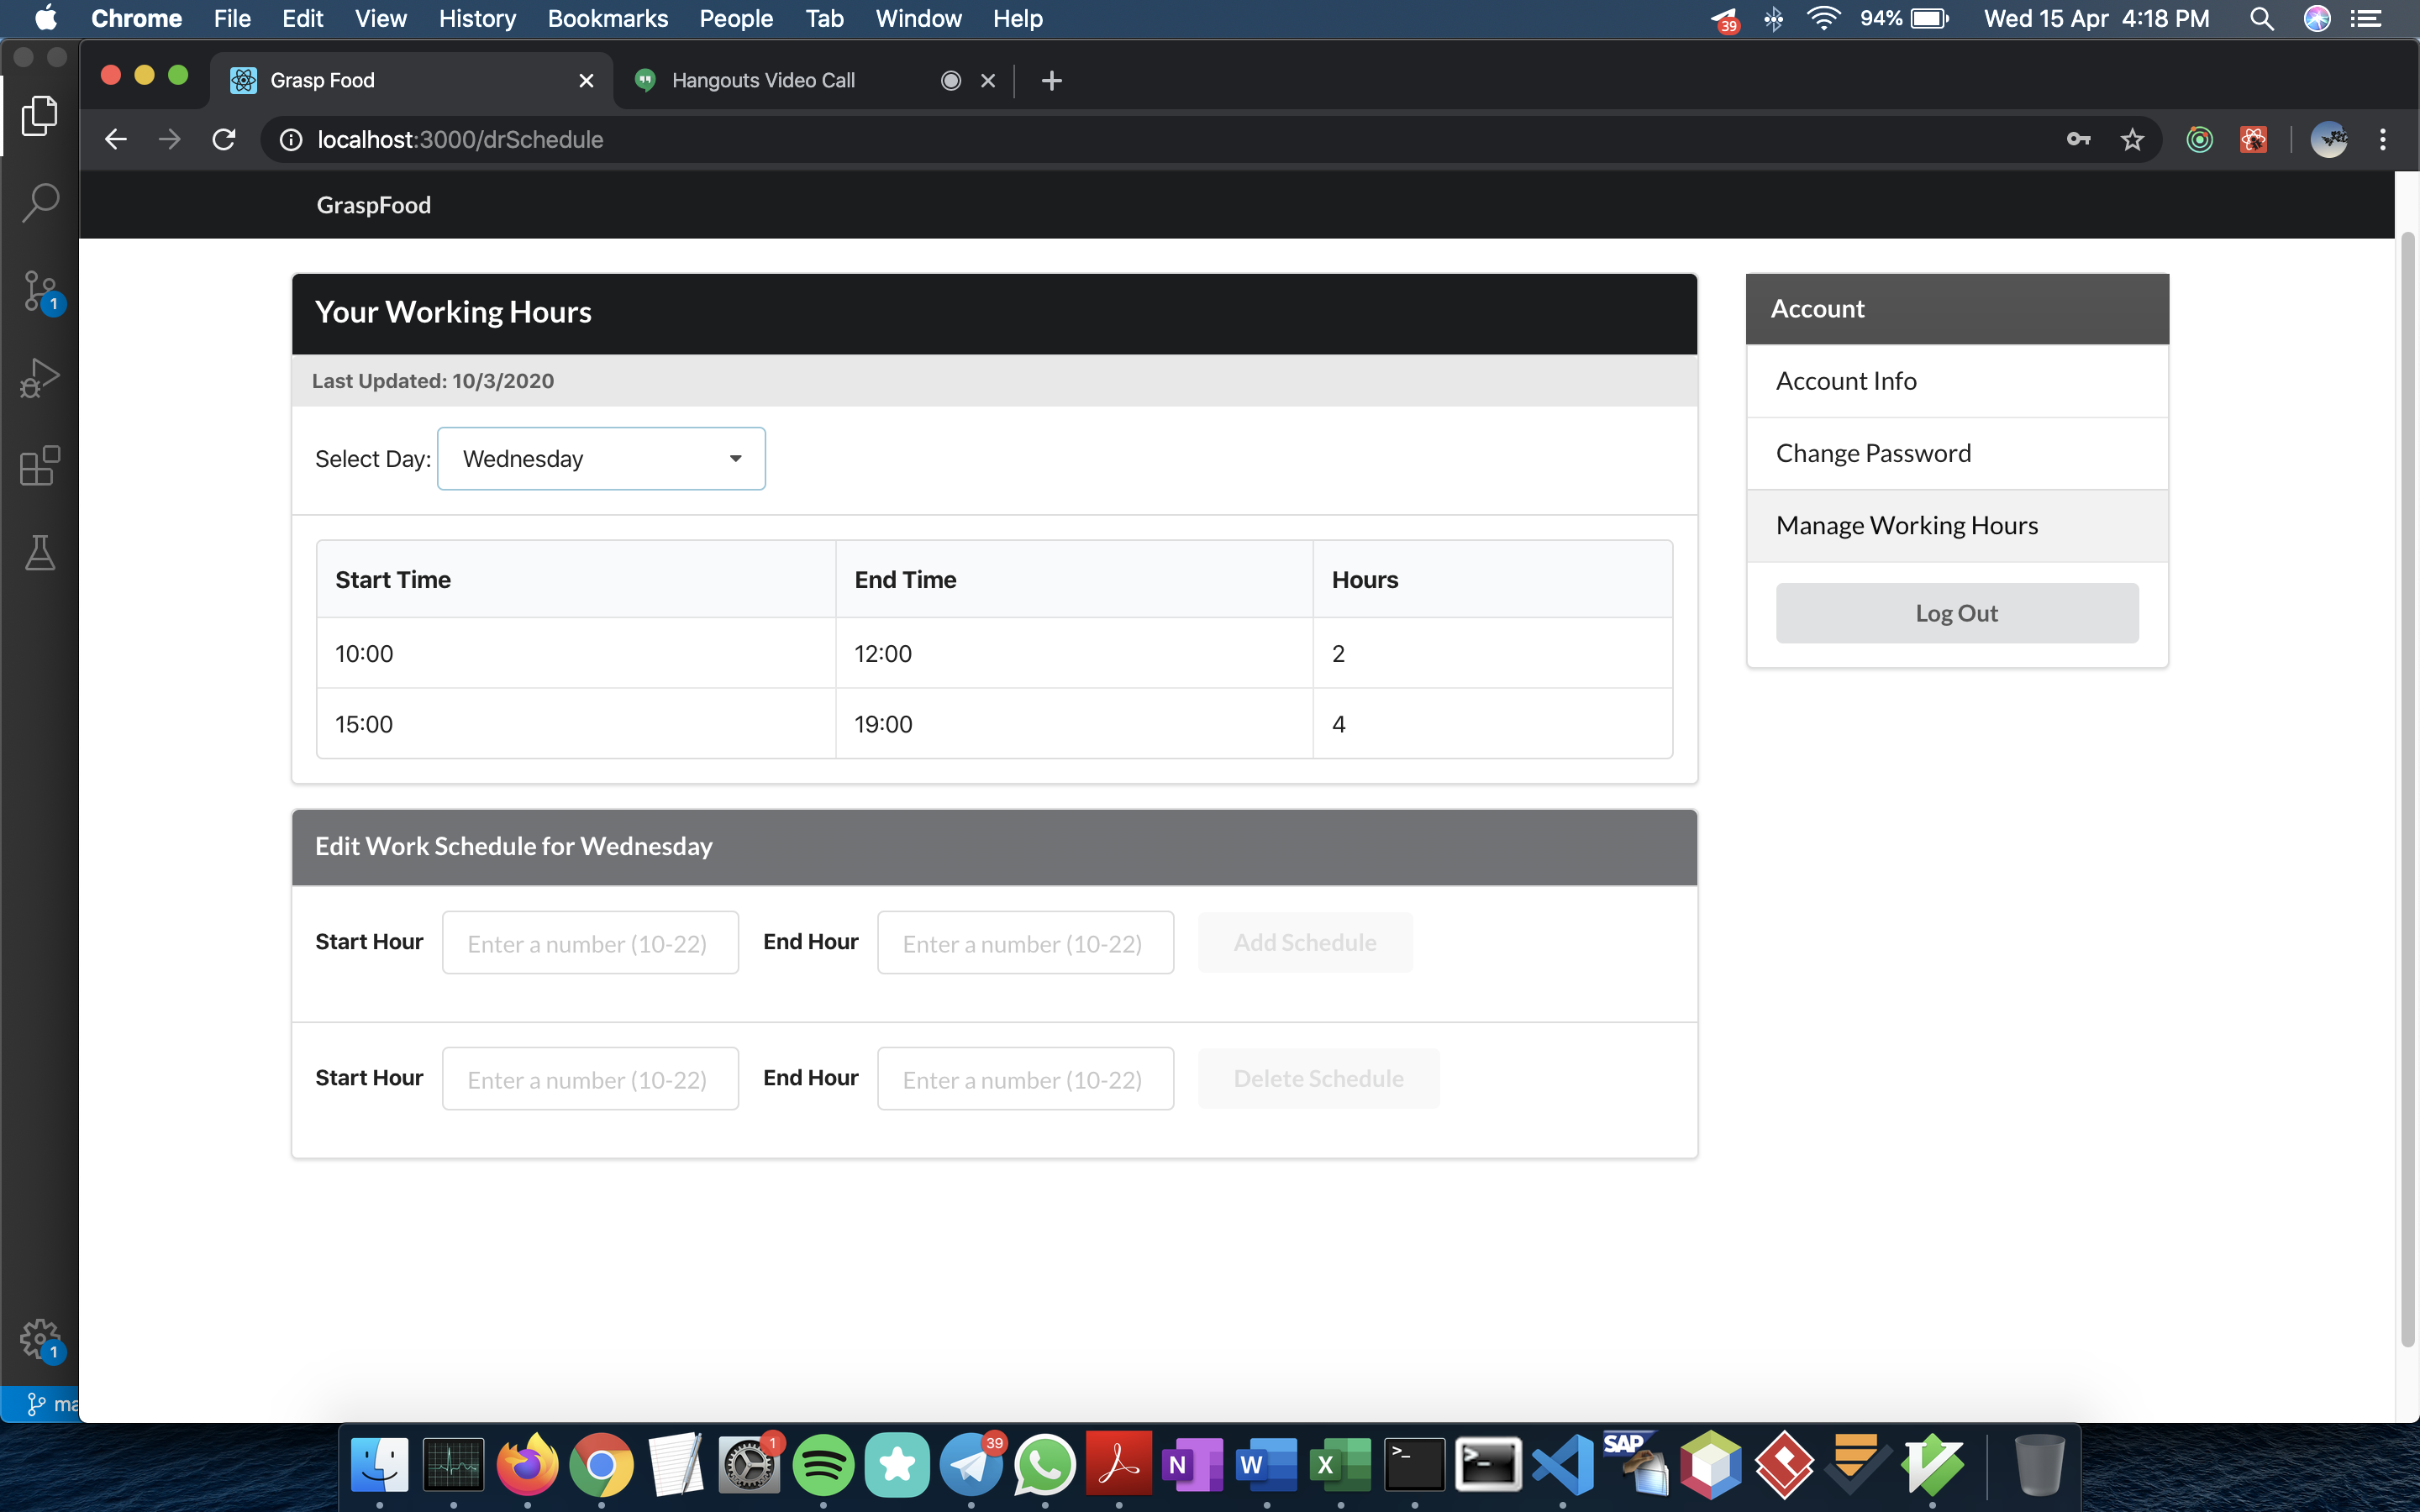 Chrome File Edit View History Bookmarks People Tab Window Help 39 94% Wed 15 Apr 4:18 PM
Grasp Food Hangouts Video Call
localhost:3000/drSchedule
GraspFood
1
Your Working Hours
Last Updated: 10/3/2020
Select Day: Wednesday
Start Time End Time Hours
10:00 12:00 2
15:00 19:00 4
Account
Account Info
Change Password
Manage Working Hours
Log Out
Edit Work Schedule for Wednesday
Start Hour Enter a number (10-22) End Hour Enter a number (10-22) Add Schedule
Start Hour Enter a number (10-22) End Hour Enter a number (10-22) Delete Schedule
1
ma
1 39 N W X >_ >_ SAP